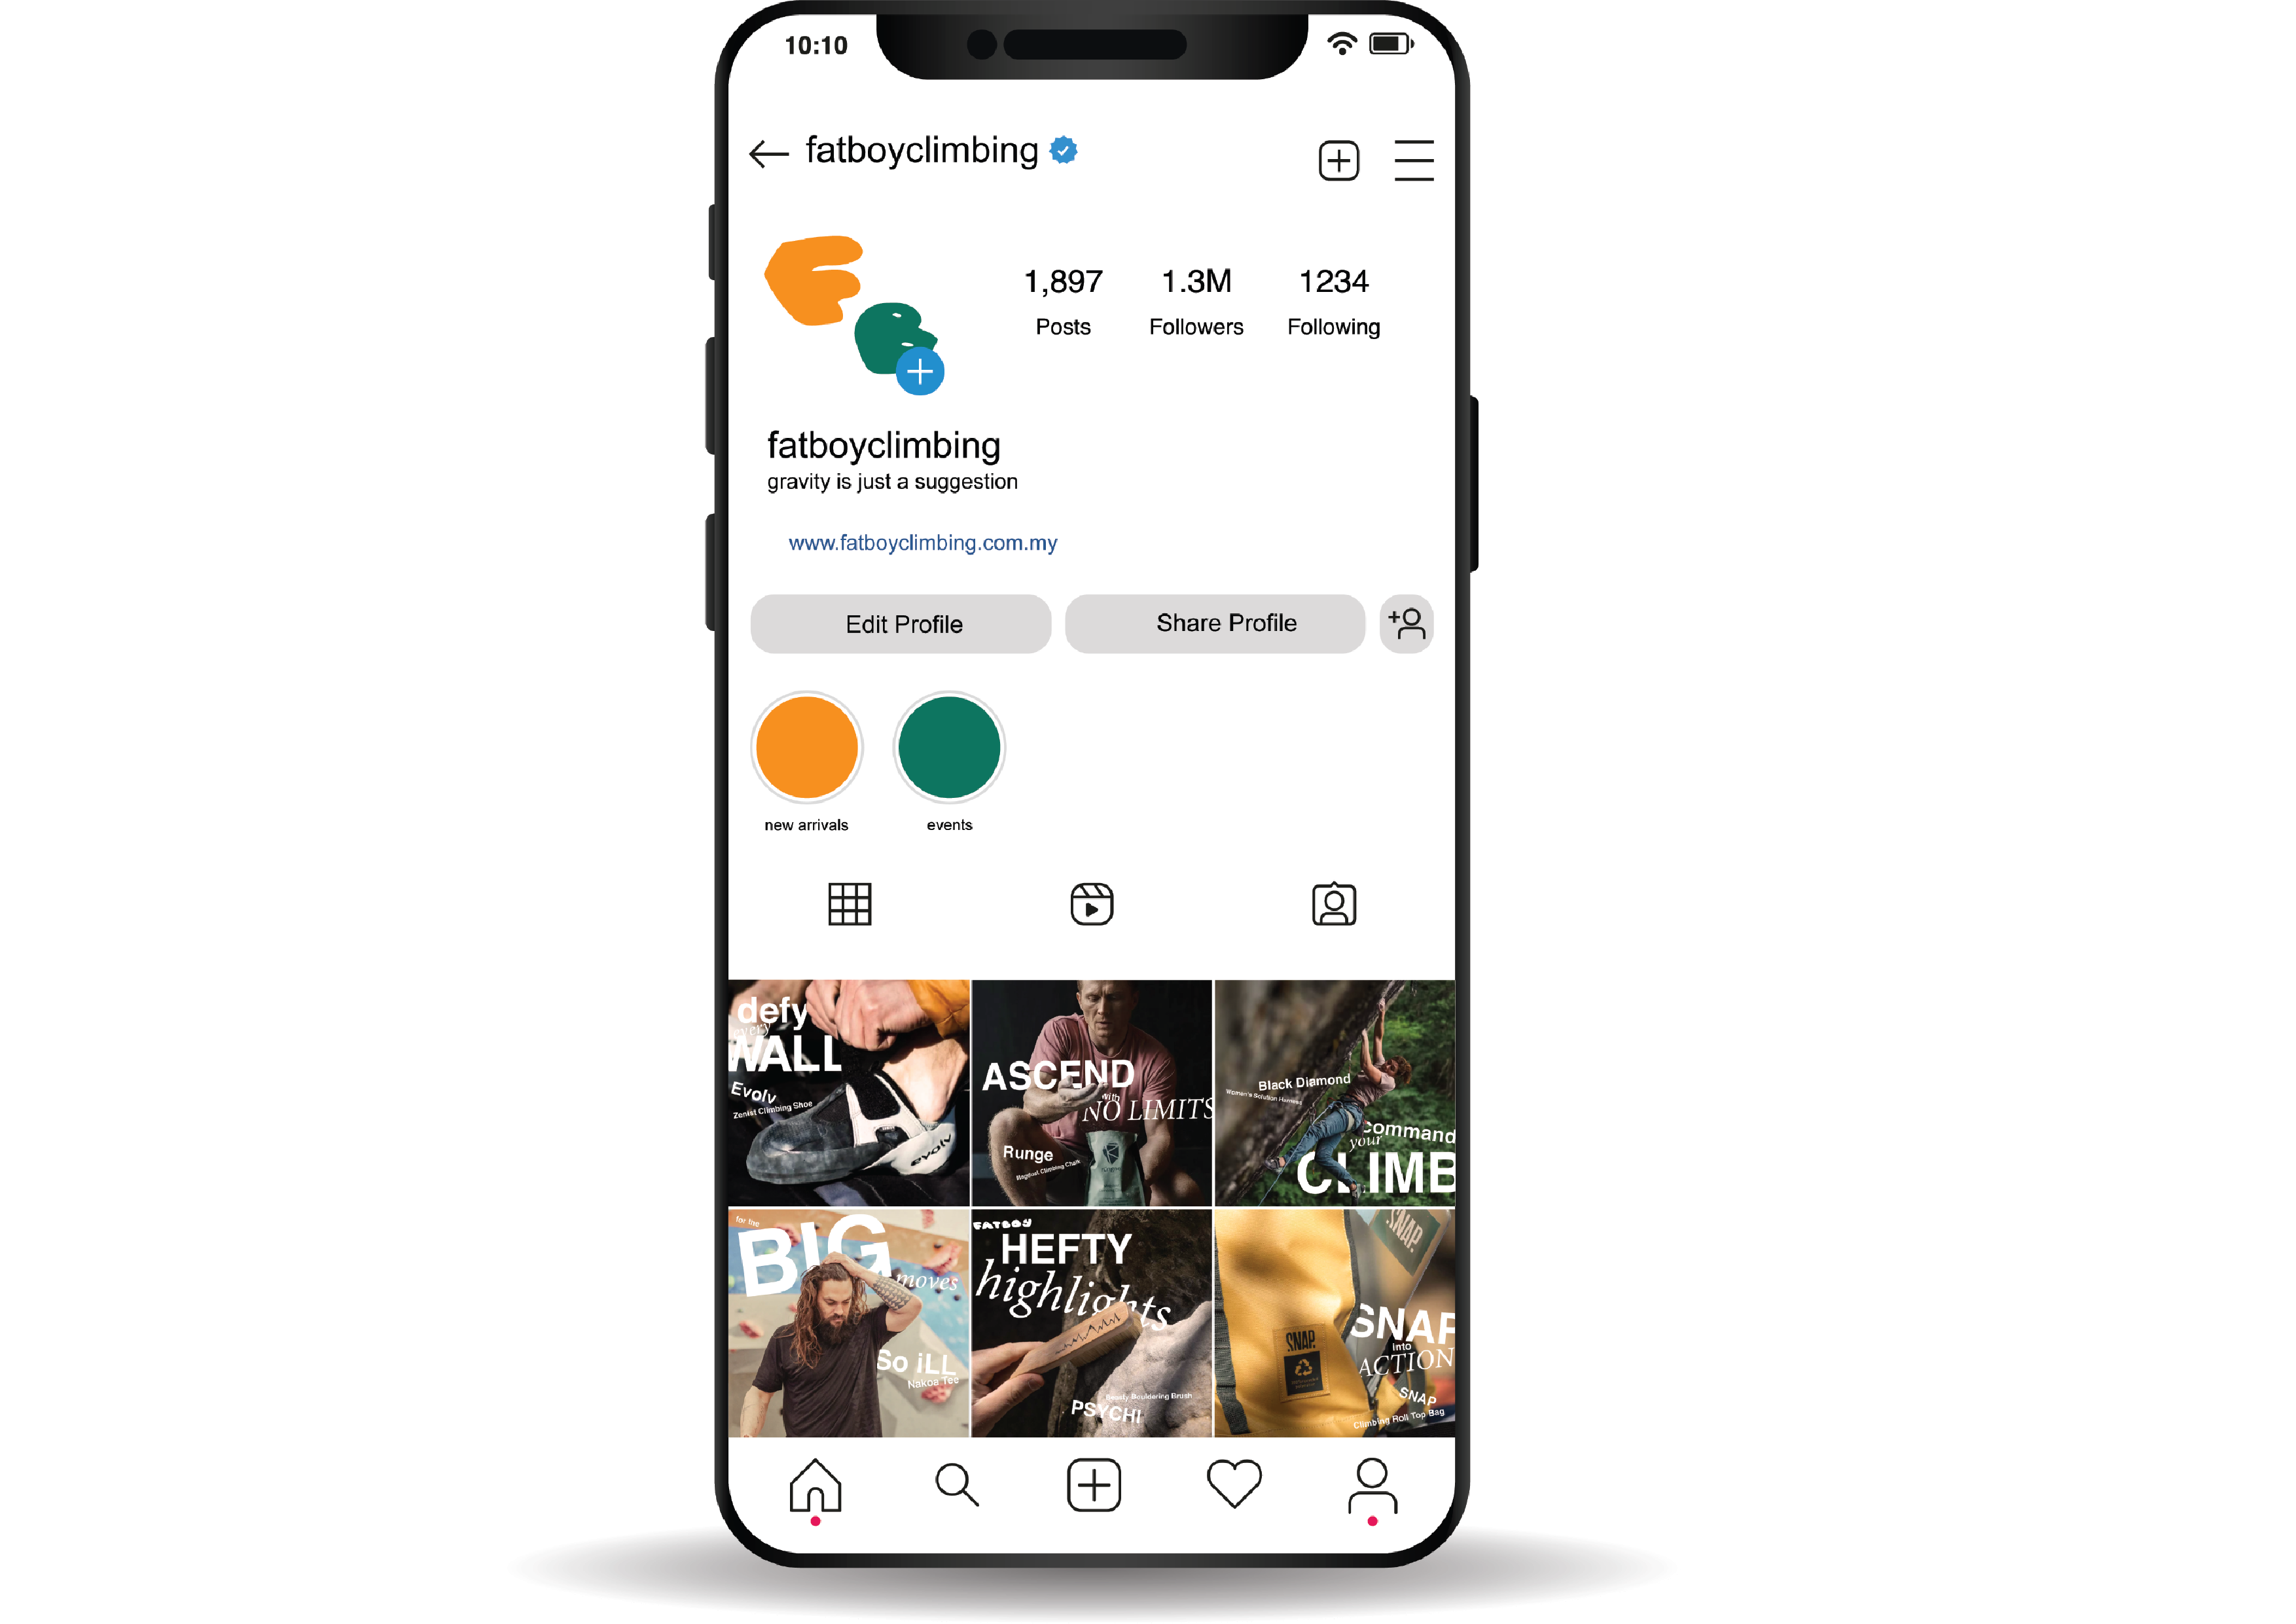 10:10
fatboyclimbing
1,897
1.3M
1234
Posts
Followers
Following
fatboyclimbing
gravity is just a suggestion
www.fatboyclimbing.com.my
Edit Profile
Share Profile
new arrivals
events
defy
every
WALL
Evolv
Zenist Climbing Shoe
evolv
ASCEND
with
NO LIMITS
Runge
Climbing Chalk
Black Diamond
Women's Solution Harness
command
your
CLIMB
for the
BIG
moves
So iLL
Nakoa Tee
FATBOY
HEFTY
highlights
Bouldering Brush
PSYCHI
SNAP.
SNAP.
SNAP
into
ACTION
SNAP
Climbing Roll Top Bag